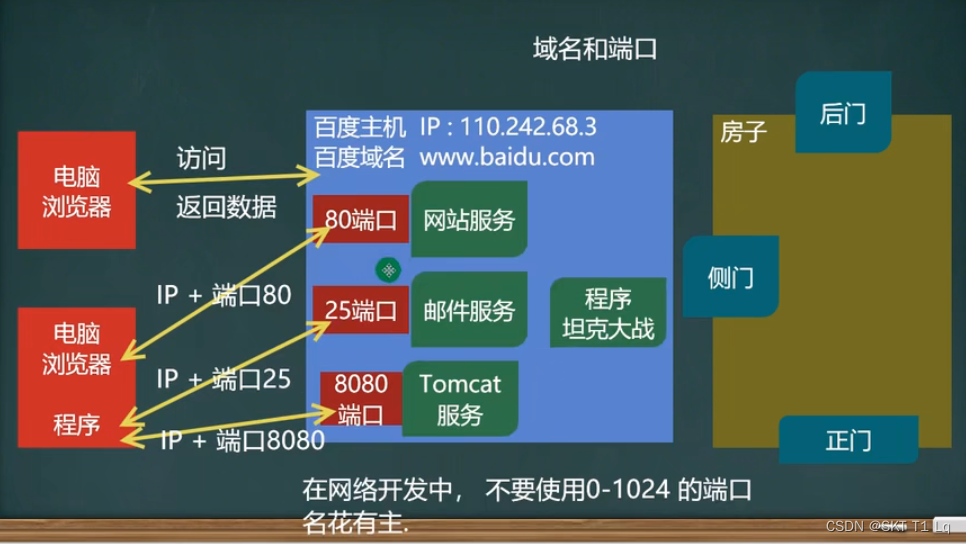 域名和端口
百度主机 IP : 110.242.68.3
百度域名 www.baidu.com
电脑
浏览器
访问
返回数据
80端口
网站服务
IP + 端口80
25端口
邮件服务
程序
坦克大战
电脑
浏览器
程序
IP + 端口25
8080
端口
Tomcat
服务
IP + 端口8080
房子
后门
侧门
正门
在网络开发中， 不要使用0-1024 的端口
名花有主.
CSDN @SKT T1 Lq